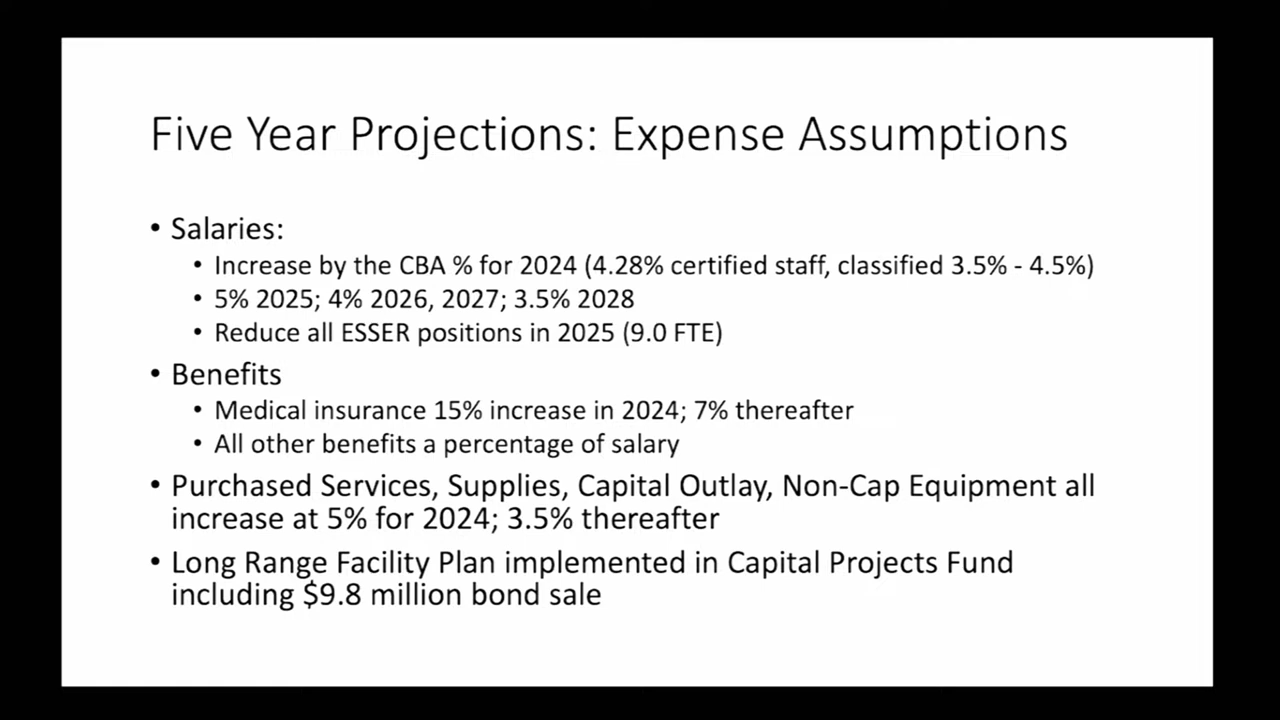 Five Year Projections: Expense Assumptions
• Salaries:
• Increase by the CBA % for 2024 (4.28% certified staff, classified 3.5% - 4.5%)
• 5% 2025; 4% 2026, 2027; 3.5% 2028
• Reduce all ESSER positions in 2025 (9.0 FTE)
• Benefits
• Medical insurance 15% increase in 2024; 7% thereafter
• All other benefits a percentage of salary
• Purchased Services, Supplies, Capital Outlay, Non-Cap Equipment all
increase at 5% for 2024; 3.5% thereafter
• Long Range Facility Plan implemented in Capital Projects Fund
including $9.8 million bond sale